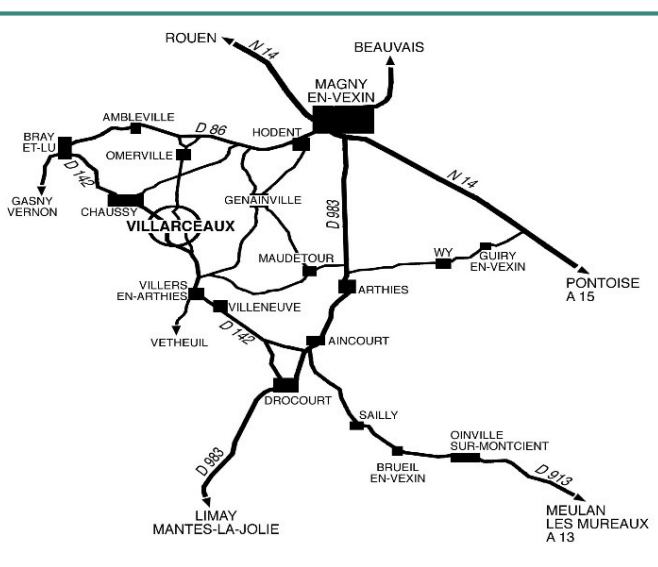 ROUEN
N 14
BEAUVAIS
MAGNY
EN-VEXIN
AMBLEVILLE
D 86
HODENT
BRAY
ET-LU
OMERVILLE
D 142
GASNY
VERNON
CHAUSSY
GENAINVILLE
D 983
N 14
VILLARCEAUX
MAUDETOUR
WY
GUIRY
EN-VEXIN
PONTOISE
A 15
VILLERS
EN-ARTHIES
ARTHIES
VILLENEUVE
VETHEUIL
D 142
AINCOURT
DROCOURT
SAILLY
D 983
BRUEIL
EN-VEXIN
OINVILLE
SUR-MONTCIENT
D 913
LIMAY
MANTES-LA-JOLIE
MEULAN
LES MUREAUX
A 13